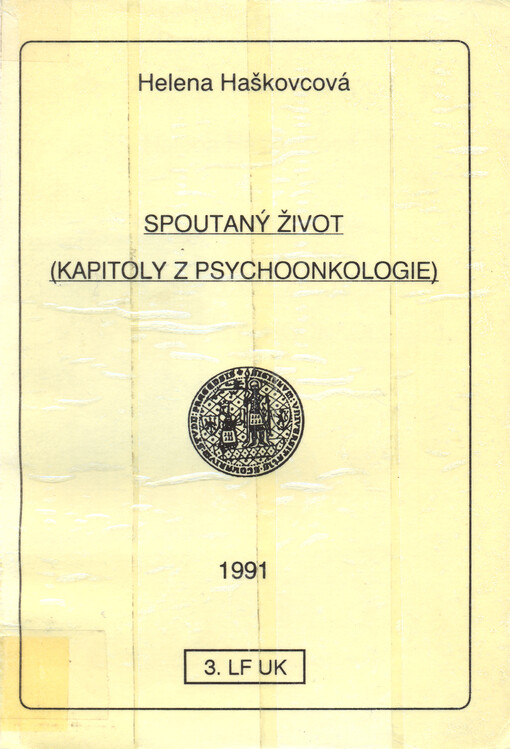 Helena Haškovcová
SPOUTANÝ ŽIVOT
(KAPITOLY Z PSYCHOONKOLOGIE)
1991
3. LF UK